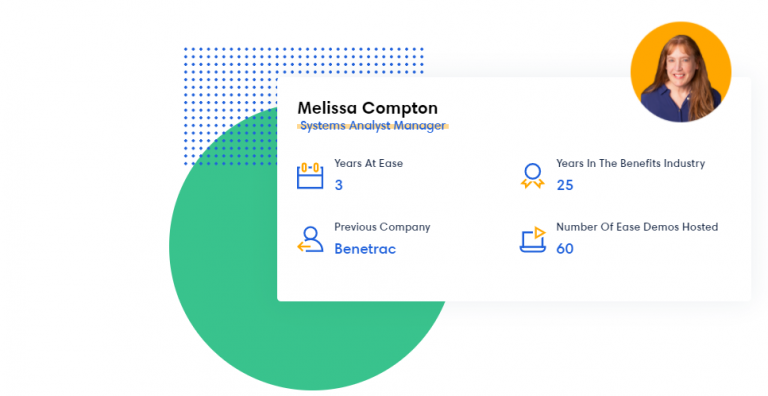 Melissa Compton
Systems Analyst Manager
Years At Ease
3
Years In The Benefits Industry
25
Previous Company
Benetrac
Number Of Ease Demos Hosted
60